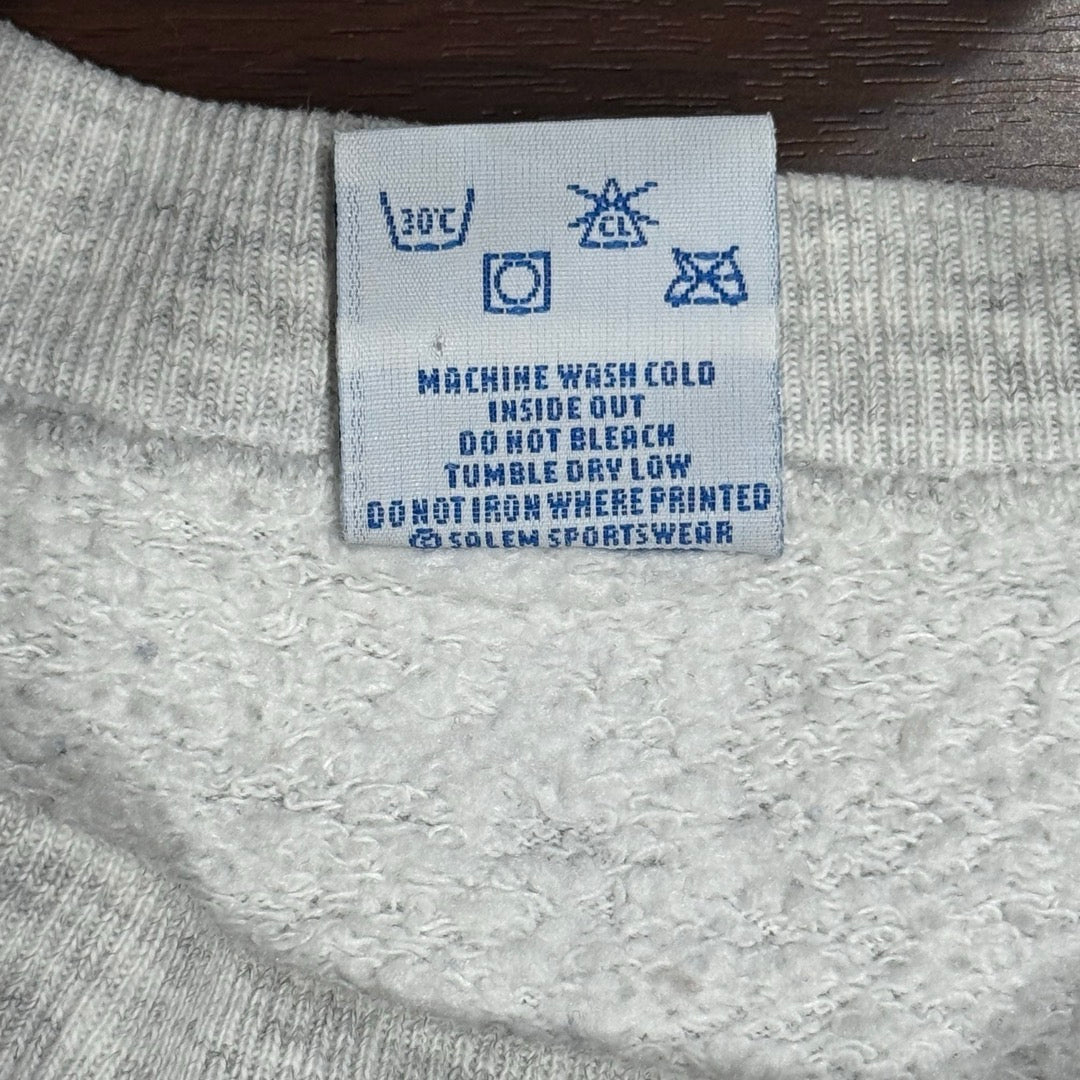 30°C
CL
MACHINE WASH COLD
INSIDE OUT
DO NOT BLEACH
TUMBLE DRY LOW
DO NOT IRON WHERE PRINTED
© SALEM SPORTSWEAR